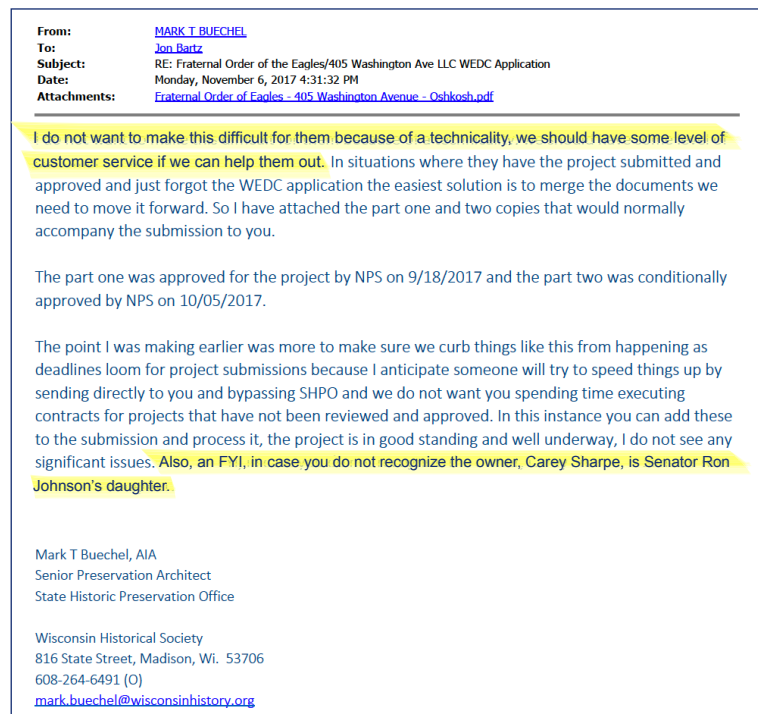 From: MARK T BUECHEL
To: Jon Bartz
Subject: RE: Fraternal Order of the Eagles/405 Washington Ave LLC WEDC Application
Date: Monday, November 6, 2017 4:31:32 PM
Attachments: Fraternal Order of Eagles - 405 Washington Avenue - Oshkosh.pdf
I do not want to make this difficult for them because of a technicality, we should have some level of
customer service if we can help them out. In situations where they have the project submitted and
approved and just forgot the WEDC application the easiest solution is to merge the documents we
need to move it forward. So I have attached the part one and two copies that would normally
accompany the submission to you.
The part one was approved for the project by NPS on 9/18/2017 and the part two was conditionally
approved by NPS on 10/05/2017.
The point I was making earlier was more to make sure we curb things like this from happening as
deadlines loom for project submissions because I anticipate someone will try to speed things up by
sending directly to you and bypassing SHPO and we do not want you spending time executing
contracts for projects that have not been reviewed and approved. In this instance you can add these
to the submission and process it, the project is in good standing and well underway, I do not see any
significant issues. Also, an FYI, in case you do not recognize the owner, Carey Sharpe, is Senator Ron
Johnson's daughter.
Mark T Buechel, AIA
Senior Preservation Architect
State Historic Preservation Office
Wisconsin Historical Society
816 State Street, Madison, Wi. 53706
608-264-6491 (O)
mark.buechel@wisconsinhistory.org